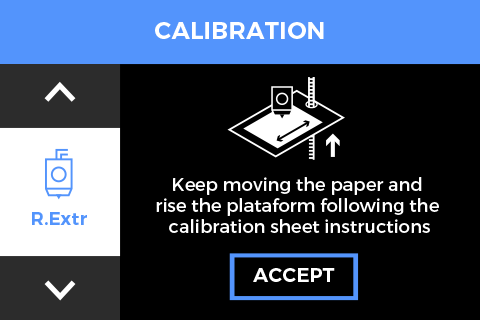 CALIBRATION
R.Extr
Keep moving the paper and
rise the plataform following the
calibration sheet instructions
ACCEPT